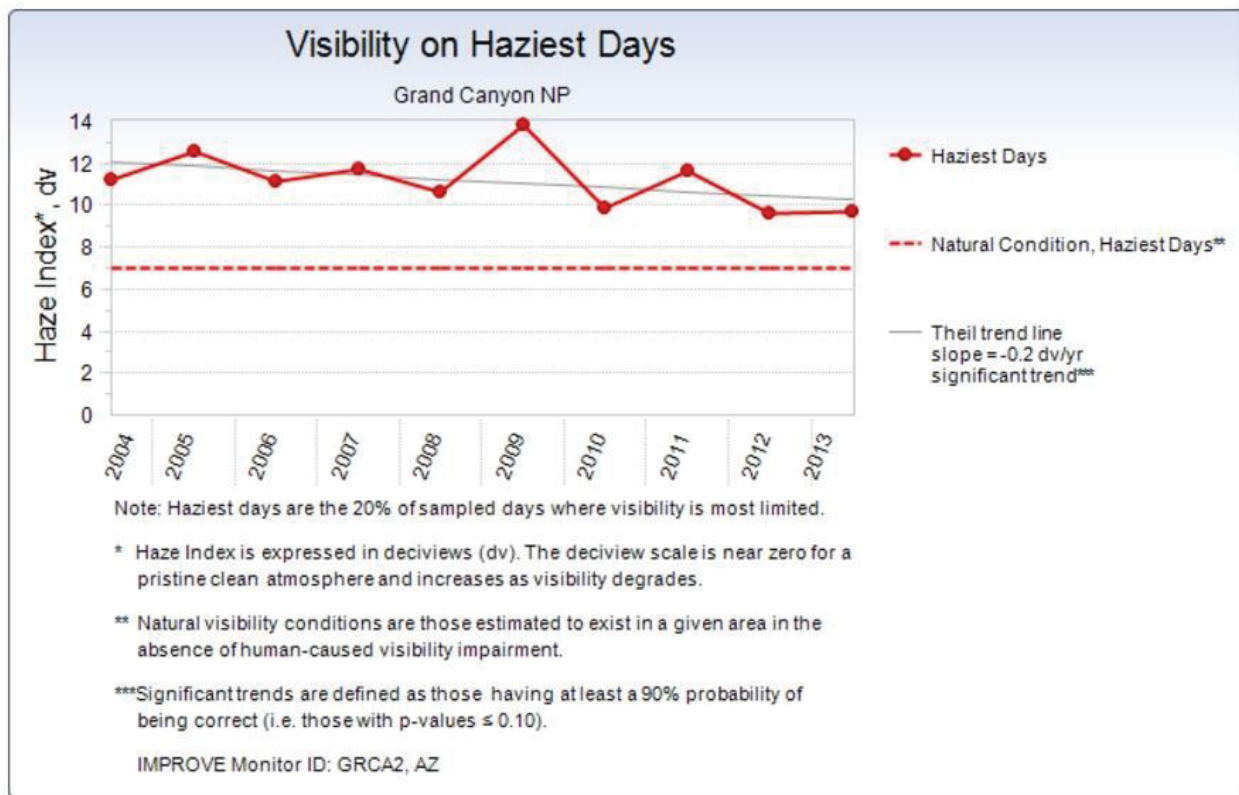 Visibility on Haziest Days
Grand Canyon NP
Haze Index*, dv
14
12
10
8
6
4
2
0
2004
2005
2006
2007
2008
2009
2010
2011
2012
2013
Haziest Days
Natural Condition, Haziest Days**
Theil trend line
slope = -0.2 dv/yr
significant trend***
Note: Haziest days are the 20% of sampled days where visibility is most limited.
* Haze Index is expressed in deciviews (dv). The deciview scale is near zero for a
pristine clean atmosphere and increases as visibility degrades.
** Natural visibility conditions are those estimated to exist in a given area in the
absence of human-caused visibility impairment.
***Significant trends are defined as those having at least a 90% probability of
being correct (i.e. those with p-values ≤ 0.10).
IMPROVE Monitor ID: GRCA2, AZ